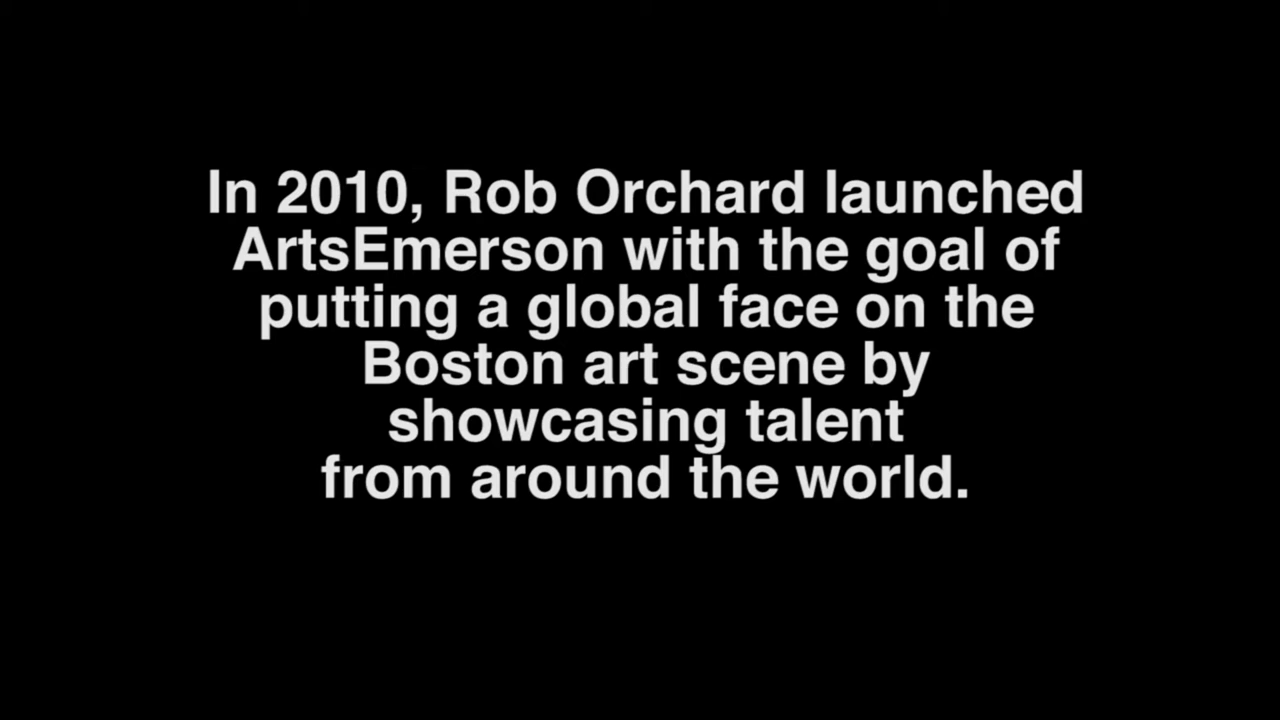 In 2010, Rob Orchard launched
ArtsEmerson with the goal of
putting a global face on the
Boston art scene by
showcasing talent
from around the world.